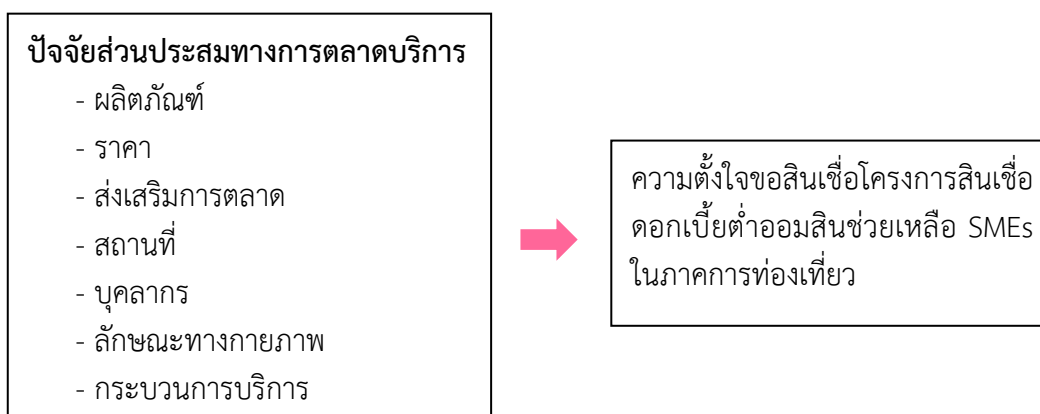 ปัจจัยส่วนประสมทางการตลาดบริการ
- ผลิตภัณฑ์
- ราคา
- ส่งเสริมการตลาด
- สถานที่
- บุคลากร
- ลักษณะทางกายภาพ
- กระบวนการบริการ
ความตั้งใจขอสินเชื่อโครงการสินเชื่อ
ดอกเบี้ยต่ำออมสินช่วยเหลือ SMEs
ในภาคการท่องเที่ยว